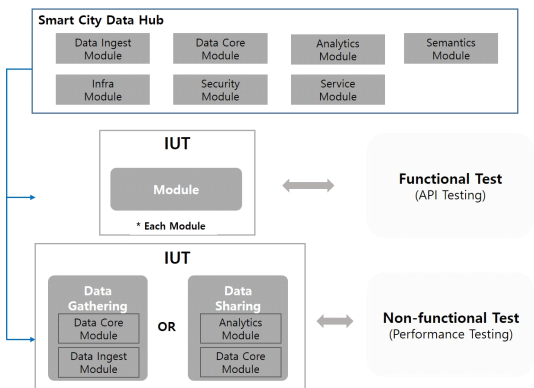 Smart City Data Hub
Data Ingest
Module
Data Core
Module
Analytics
Module
Semantics
Module
Infra
Module
Security
Module
Service
Module
IUT
Module
* Each Module
Functional Test
(API Testing)
IUT
Data
Gathering
Data Core
Module
Data Ingest
Module
OR
Data
Sharing
Analytics
Module
Data Core
Module
Non-functional Test
(Performance Testing)